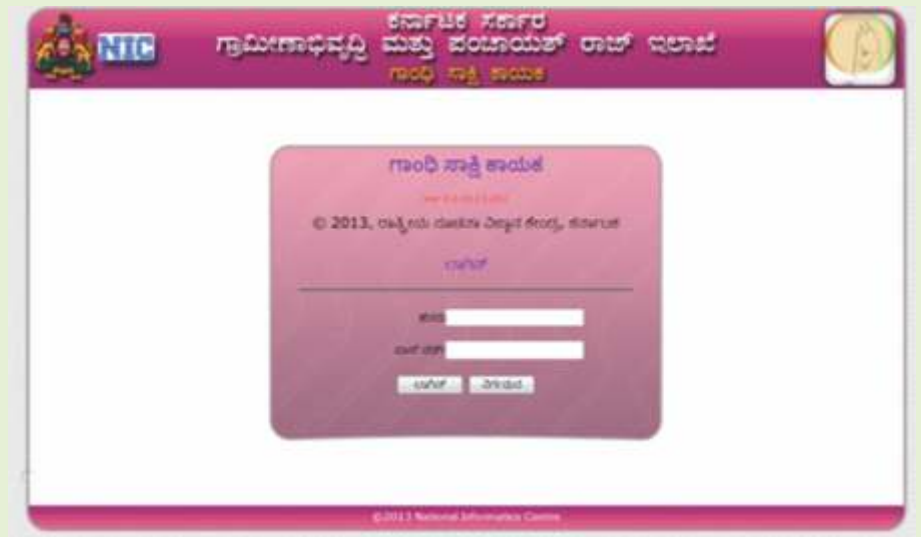 ಕರ್ನಾಟಕ ಸರ್ಕಾರ
NIC
ಗ್ರಾಮೀಣಾಭಿವೃದ್ಧಿ ಮತ್ತು ಪಂಚಾಯತ್ ರಾಜ್ ಇಲಾಖೆ
ಗಾಂಧಿ ಸಾಕ್ಷಿ ಕಾಯಕ
ಗಾಂಧಿ ಸಾಕ್ಷಿ ಕಾಯಕ
© 2013, ರಾಷ್ಟ್ರೀಯ ಸೂಚನಾ ವಿಜ್ಞಾನ ಕೇಂದ್ರ, ಕರ್ನಾಟಕ
ಲಾಗಿನ್
ಲಾಗಿನ್
©2013 National Informatics Centre